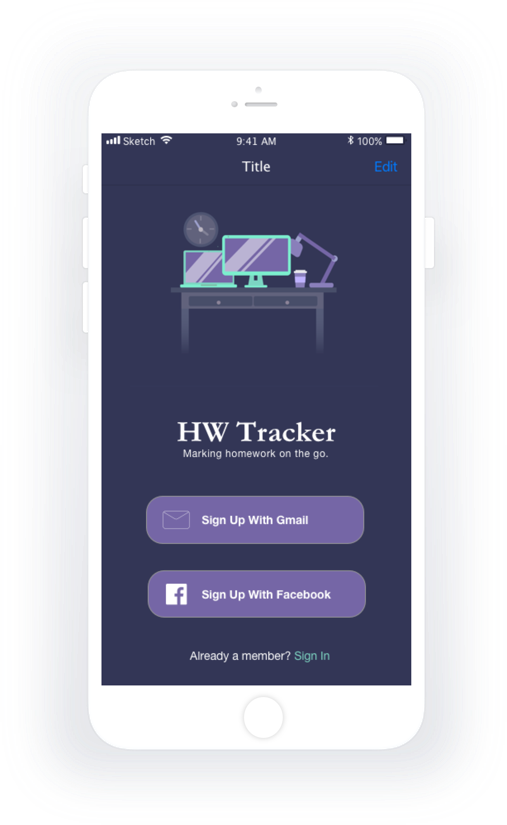 Sketch 9:41 AM 100%
Title Edit
HW Tracker
Marking homework on the go.
Sign Up With Gmail
Sign Up With Facebook
Already a member? Sign In